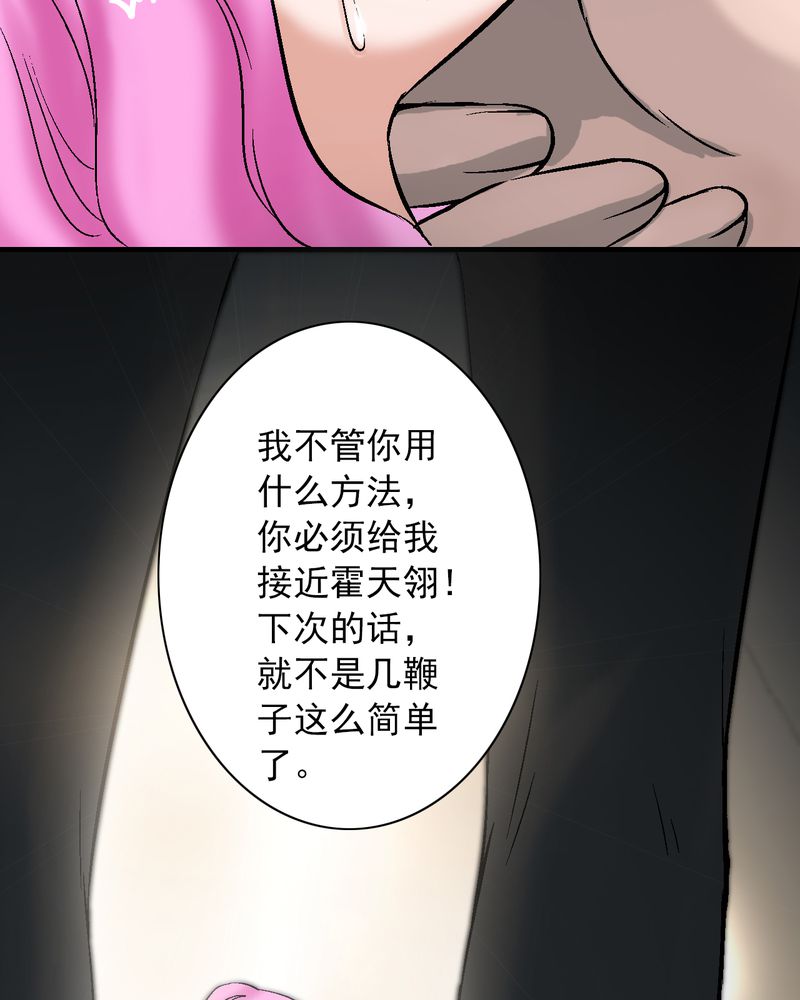 我不管你用
什么方法，
你必须给我
接近霍天翎！
下次的话，
就不是几鞭
子这么简单
了。